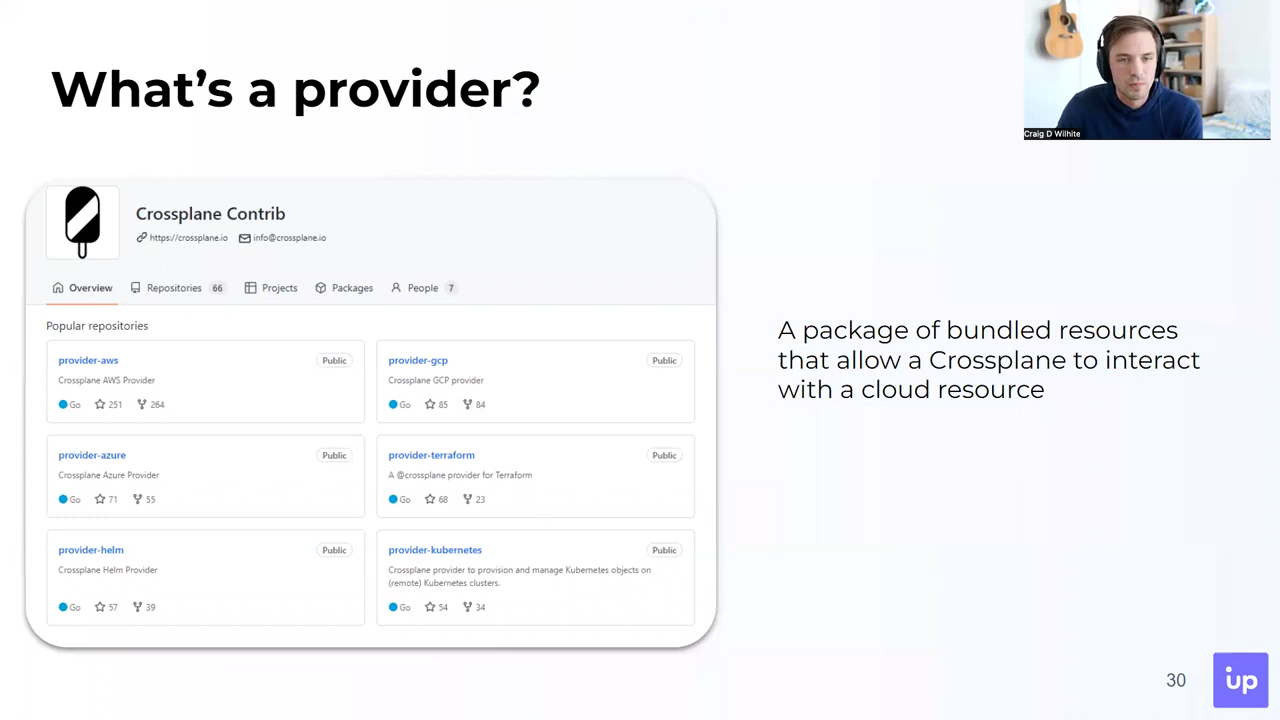 What's a provider?
Craig D Wilhite
Crossplane Contrib
https://crossplane.io info@crossplane.io
Overview Repositories 66 Projects Packages People 7
Popular repositories
provider-aws Public
Crossplane AWS Provider
Go 251 264
provider-gcp Public
Crossplane GCP provider
Go 85 84
provider-azure Public
Crossplane Azure Provider
Go 71 55
provider-terraform Public
A @crossplane provider for Terraform
Go 68 23
provider-helm Public
Crossplane Helm Provider
Go 57 39
provider-kubernetes Public
Crossplane provider to provision and manage Kubernetes objects on
(remote) Kubernetes clusters.
Go 54 34
A package of bundled resources
that allow a Crossplane to interact
with a cloud resource
30
up